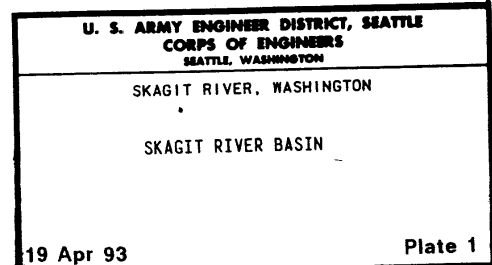 U. S. ARMY ENGINEER DISTRICT, SEATTLE
CORPS OF ENGINEERS
SEATTLE, WASHINGTON
SKAGIT RIVER, WASHINGTON
SKAGIT RIVER BASIN
19 Apr 93 Plate 1